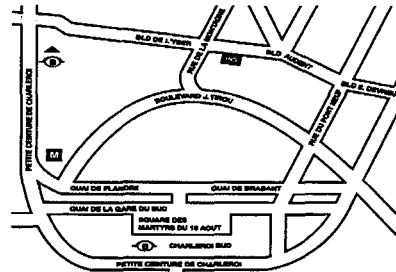 BLD DE L'YSER
RUE DE LA MONTAGNE
BLD AUDENT
ING
BLD E. DEVREUX
B
PETITE CEINTURE DE CHARLEROI
BOULEVARD J. TIROU
RUE DU PONT NEUF
M
QUAI DE FLANDRE
QUAI DE BRABANT
QUAI DE LA GARE DU SUD
SQUARE DES
MARTYRS DU 18 AOUT
B
CHARLEROI SUD
PETITE CEINTURE DE CHARLEROI